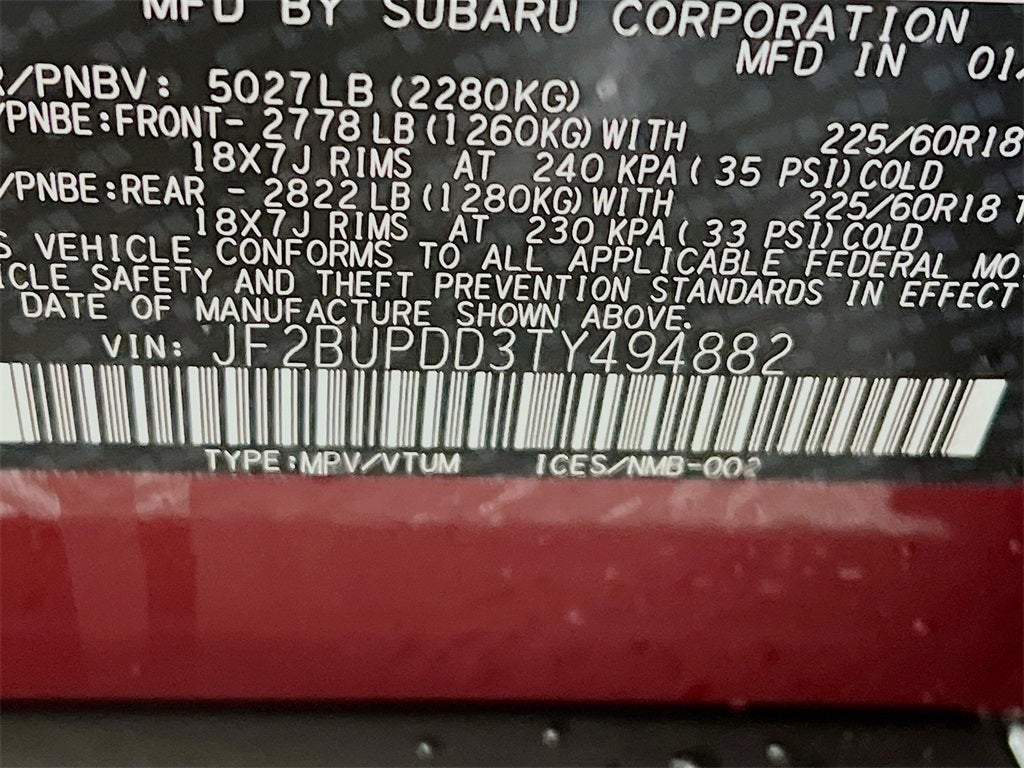 MFD BY SUBARU CORPORATION
MFD IN 01/
R/PNBV: 5027LB (2280KG)
/PNBE:FRONT- 2778 LB (1260KG) WITH 225/60R18
18X7J RIMS AT 240 KPA ( 35 PSI) COLD
/PNBE:REAR - 2822 LB (1280KG) WITH 225/60R18 T
18X7J RIMS AT 230 KPA ( 33 PSI) COLD
S VEHICLE CONFORMS TO ALL APPLICABLE FEDERAL MO
ICLE SAFETY AND THEFT PREVENTION STANDARDS IN EFFECT
DATE OF MANUFACTURE SHOWN ABOVE.
VIN: JF2BUPDD3TY494882
TYPE:MPV/VTUM ICES/NMB-002